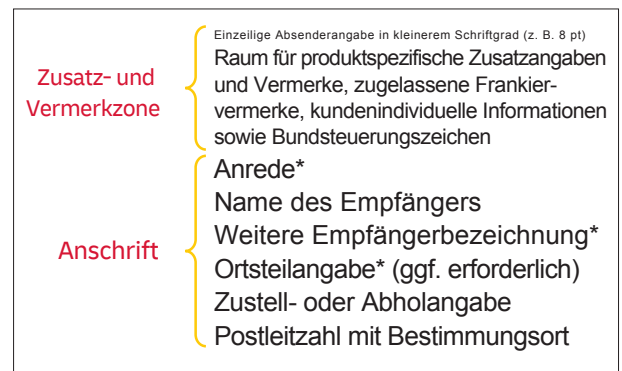 Zusatz- und
Vermerkzone
Einzeilige Absenderangabe in kleinerem Schriftgrad (z. B. 8 pt)
Raum für produktspezifische Zusatzangaben
und Vermerke, zugelassene Frankier-
vermerke, kundenindividuelle Informationen
sowie Bundsteuerungszeichen
Anschrift
Anrede*
Name des Empfängers
Weitere Empfängerbezeichnung*
Ortsteilangabe* (ggf. erforderlich)
Zustell- oder Abholangabe
Postleitzahl mit Bestimmungsort